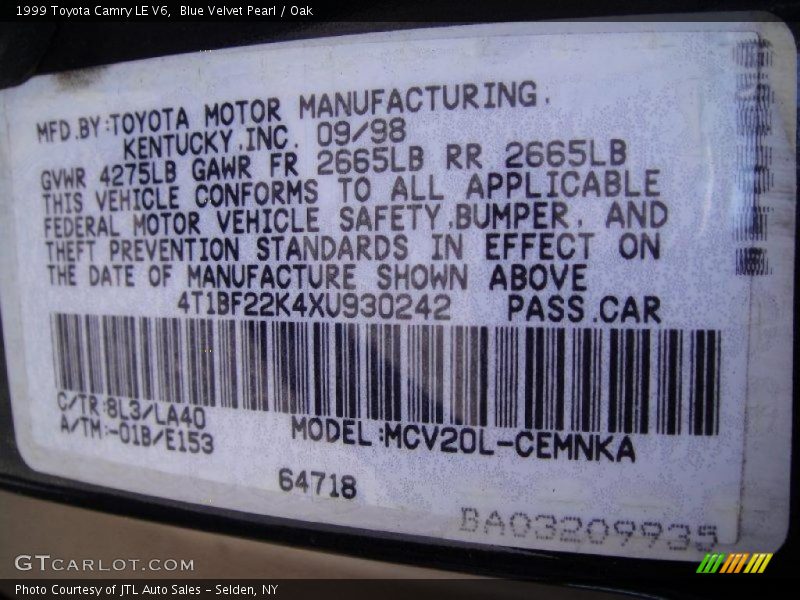 1999 Toyota Camry LE V6,  Blue Velvet Pearl / Oak
MFD.BY:TOYOTA MOTOR MANUFACTURING.
KENTUCKY,INC. 09/98
GVWR 4275LB GAWR FR 2665LB RR 2665LB
THIS VEHICLE CONFORMS TO ALL APPLICABLE
FEDERAL MOTOR VEHICLE SAFETY,BUMPER, AND
THEFT PREVENTION STANDARDS IN EFFECT ON
THE DATE OF MANUFACTURE SHOWN ABOVE
4T1BF22K4XU930242 PASS.CAR
C/TR:8L3/LA40
A/TM:-01B/E153
MODEL:MCV20L-CEMNKA
64718
BA03209935
GTCARLOT.COM
Photo Courtesy of JTL Auto Sales - Selden, NY